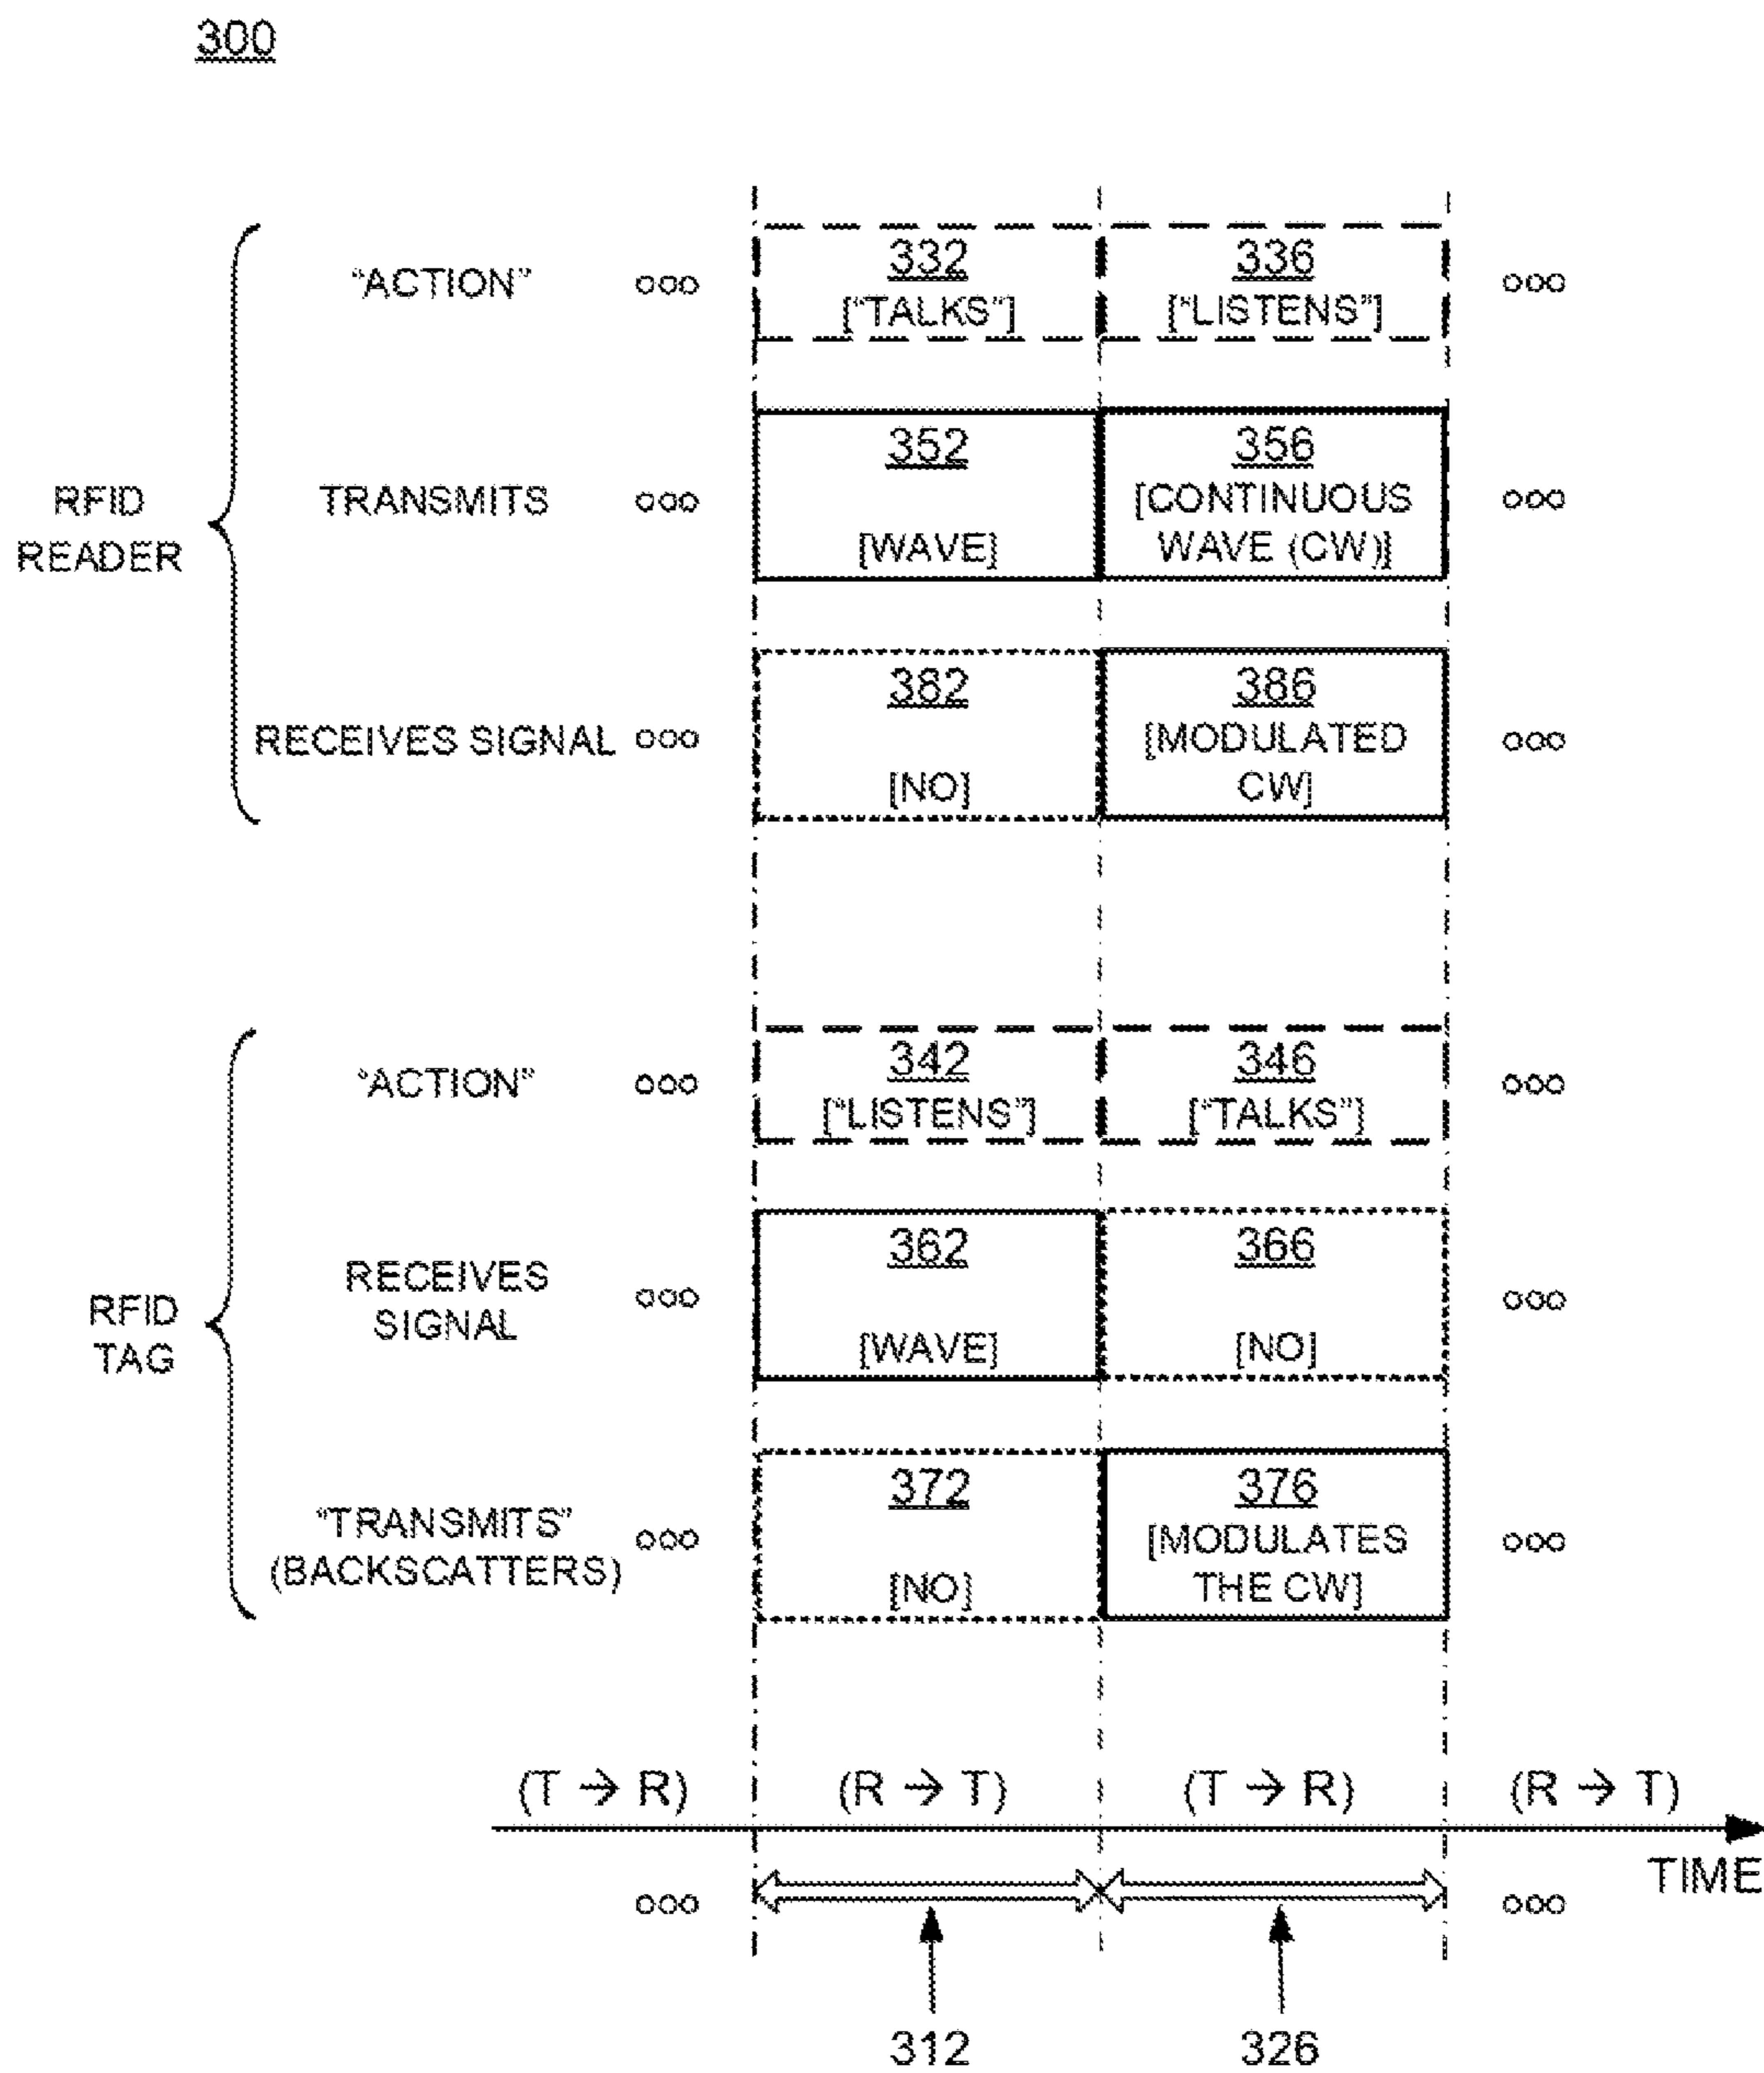 300
332
336
"ACTION"
["TALKS"]
["LISTENS"]
352
356
RFID
READER
TRANSMITS
[WAVE]
[CONTINUOUS
WAVE (CW)]
382
386
RECEIVES SIGNAL
[NO]
[MODULATED
CW]
342
346
"ACTION"
["LISTENS"]
["TALKS"]
362
366
RFID
TAG
RECEIVES
SIGNAL
[WAVE]
[NO]
372
376
"TRANSMITS"
(BACKSCATTERS)
[NO]
[MODULATES
THE CW]
(T → R)
(R → T)
(T → R)
(R → T)
TIME
312
326